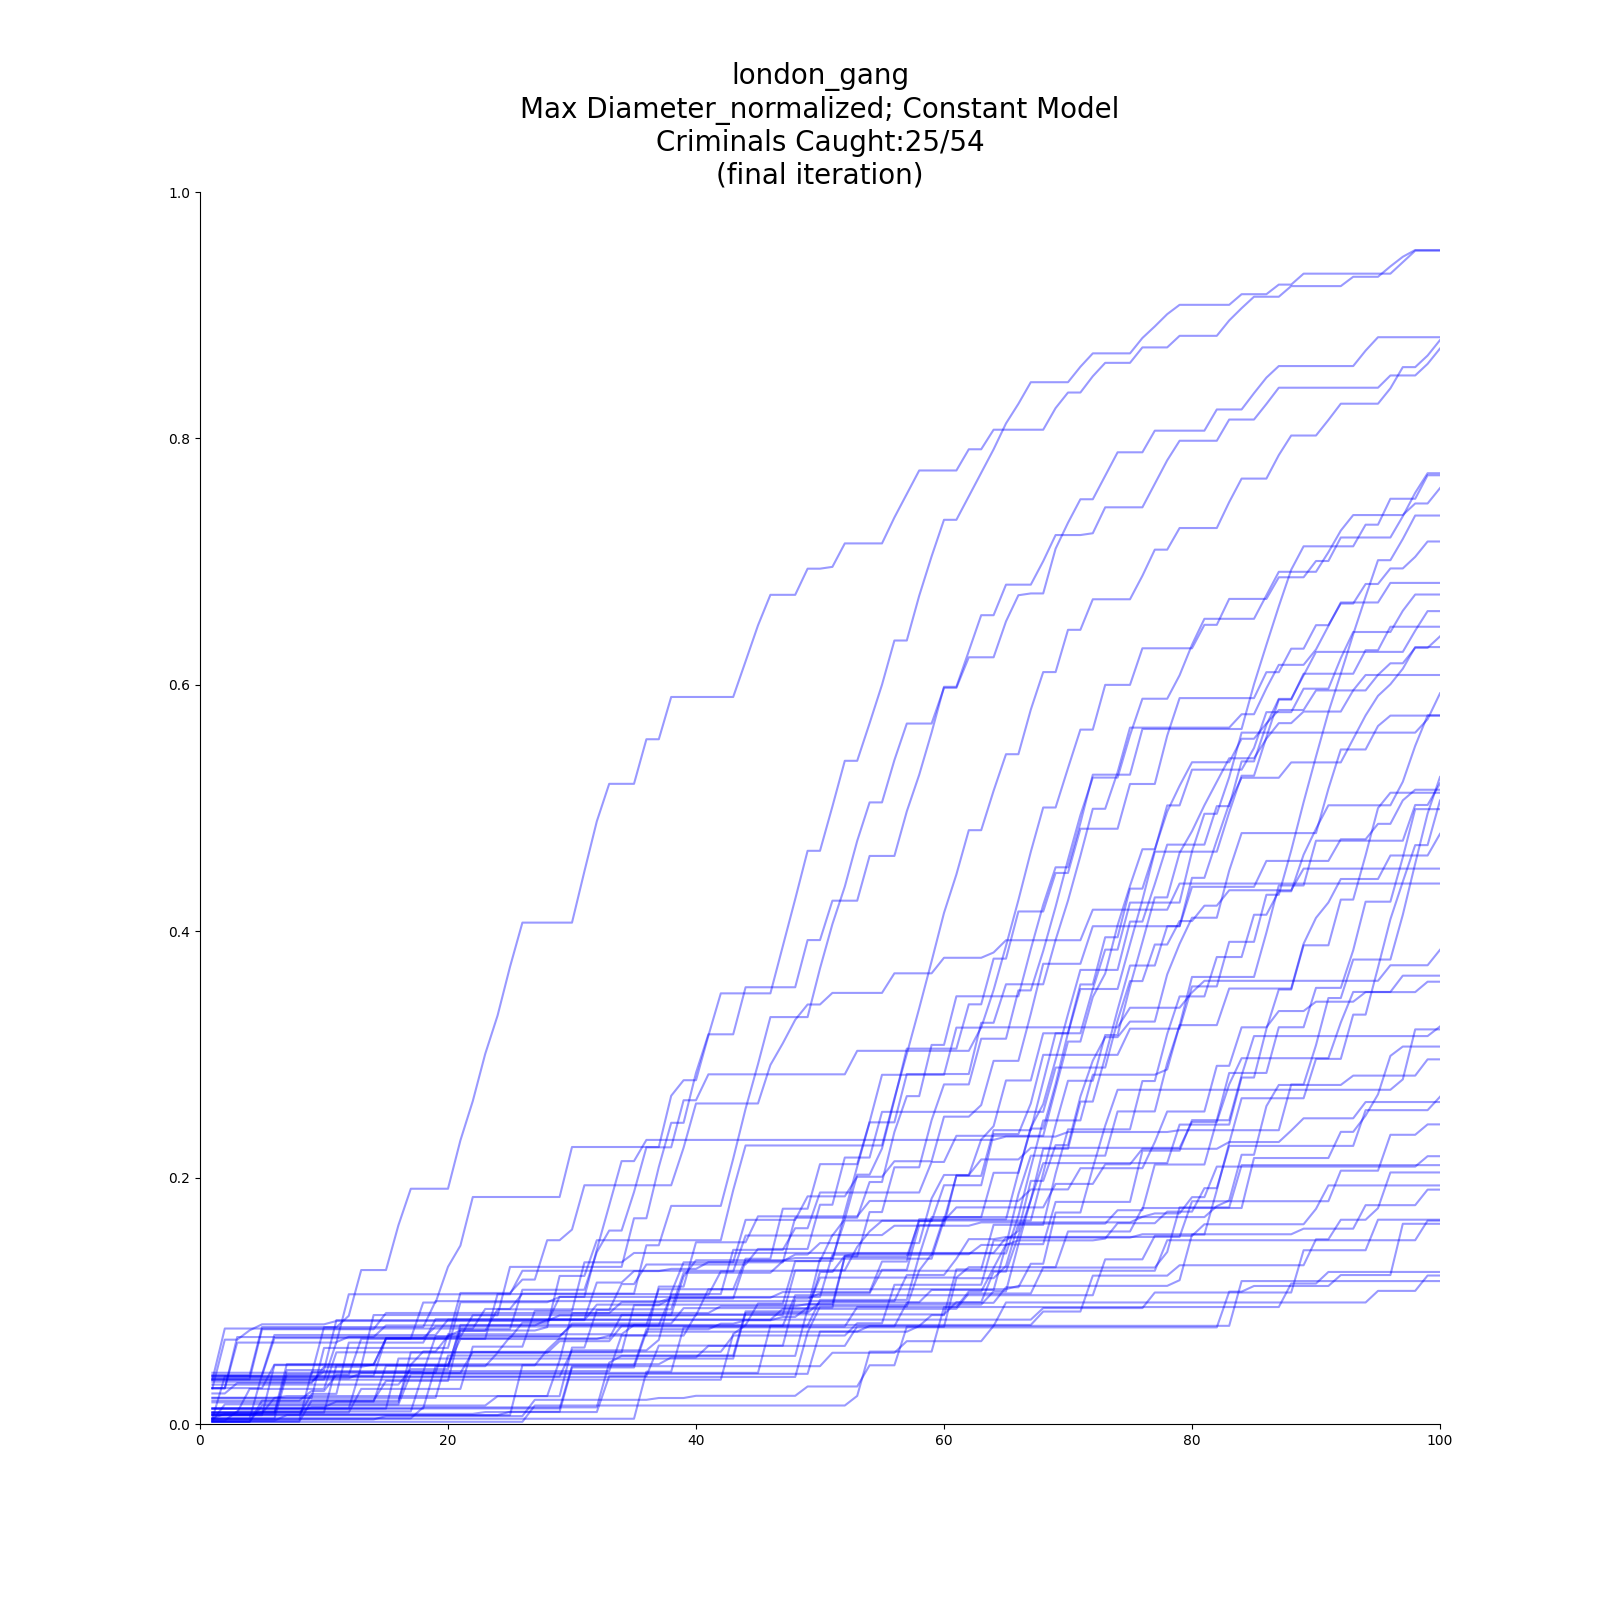 london_gang
Max Diameter_normalized; Constant Model
Criminals Caught:25/54
(final iteration)
1.0
0.8
0.6
0.4
0.2
0.0
0 20 40 60 80 100